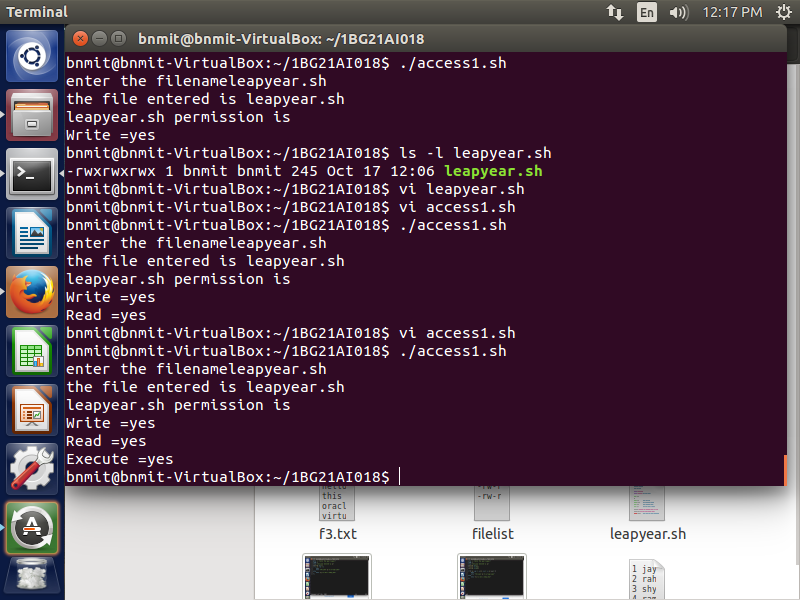 Terminal
En
12:17 PM
bnmit@bnmit-VirtualBox: ~/1BG21AI018
bnmit@bnmit-VirtualBox:~/1BG21AI018$ ./access1.sh
enter the filenameleapyear.sh
the file entered is leapyear.sh
leapyear.sh permission is
Write =yes
bnmit@bnmit-VirtualBox:~/1BG21AI018$ ls -l leapyear.sh
-rwxrwxrwx 1 bnmit bnmit 245 Oct 17 12:06 leapyear.sh
bnmit@bnmit-VirtualBox:~/1BG21AI018$ vi leapyear.sh
bnmit@bnmit-VirtualBox:~/1BG21AI018$ vi access1.sh
bnmit@bnmit-VirtualBox:~/1BG21AI018$ ./access1.sh
enter the filenameleapyear.sh
the file entered is leapyear.sh
leapyear.sh permission is
Write =yes
Read =yes
bnmit@bnmit-VirtualBox:~/1BG21AI018$ vi access1.sh
bnmit@bnmit-VirtualBox:~/1BG21AI018$ ./access1.sh
enter the filenameleapyear.sh
the file entered is leapyear.sh
leapyear.sh permission is
Write =yes
Read =yes
Execute =yes
bnmit@bnmit-VirtualBox:~/1BG21AI018$
this
oracl
virtu
-rw-r
f3.txt
filelist
leapyear.sh
1 jay
2 rah
3 shy